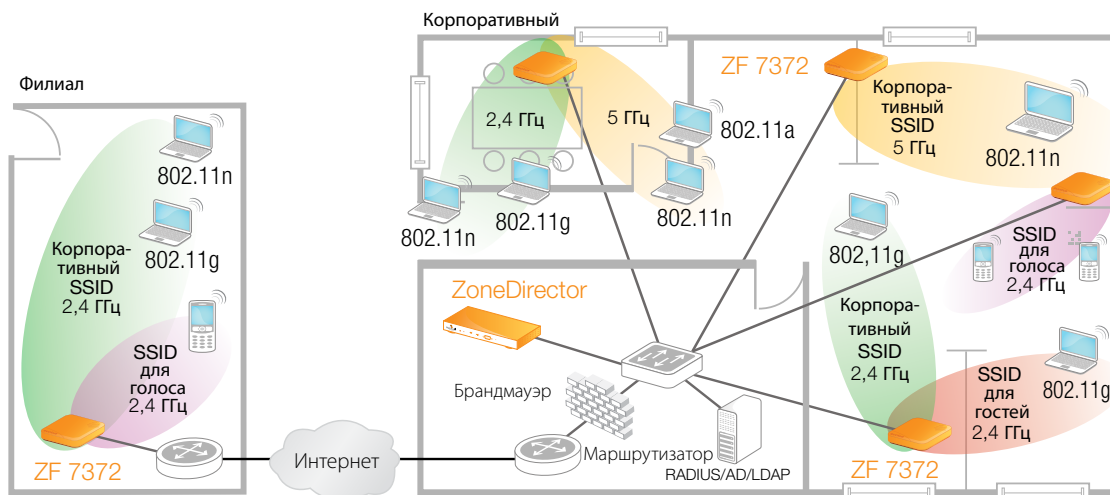 Филиал
802.11n
802.11g
Корпора-
тивный
SSID
2,4 ГГц
SSID
для
голоса
2,4 ГГц
ZF 7372
Интернет
Корпоративный
2,4 ГГц
5 ГГц
802.11a
802.11n
802.11g
802.11n
ZF 7372
Корпора-
тивный
SSID
5 ГГц
802.11n
802,11g
SSID
для
голоса
2,4 ГГц
Корпора-
тивный
SSID
2,4 ГГц
SSID
для
гостей
2,4 ГГц
802.11g
ZF 7372
ZoneDirector
Брандмауэр
Маршрутизатор
RADIUS/AD/LDAP